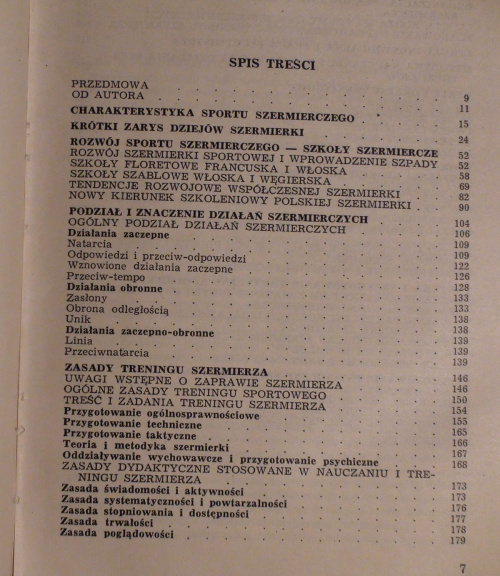 SPIS TREŚCI
PRZEDMOWA . . . . . . . . . 9
OD AUTORA . . . . . . . . . 11
CHARAKTERYSTYKA SPORTU SZERMIERCZEGO . . . 15
KRÓTKI ZARYS DZIEJÓW SZERMIERKI . . . . 24
ROZWÓJ SPORTU SZERMIERCZEGO — SZKOŁY SZERMIERCZE 52
ROZWÓJ SZERMIERKI SPORTOWEJ I WPROWADZENIE SZPADY 52
SZKOŁY FLORETOWE FRANCUSKA I WŁOSKA . . . 58
SZKOŁY SZABLOWE WŁOSKA I WĘGIERSKA . . . 69
TENDENCJE ROZWOJOWE WSPÓŁCZESNEJ SZERMIERKI . 82
NOWY KIERUNEK SZKOLENIOWY POLSKIEJ SZERMIERKI . 90
PODZIAŁ I ZNACZENIE DZIAŁAŃ SZERMIERCZYCH . . 104
OGÓLNY PODZIAŁ DZIAŁAŃ SZERMIERCZYCH . . . 106
Działania zaczepne . . . . . . . . 109
Natarcia . . . . . . . . . 109
Odpowiedzi i przeciw-odpowiedzi . . . . . 122
Wznowione działania zaczepne . . . . . 126
Przeciw-tempo . . . . . . . . 128
Działania obronne . . . . . . . . 133
Zasłony . . . . . . . . . 133
Obrona odległością . . . . . . . 138
Unik . . . . . . . . . 138
Działania zaczepno-obronne . . . . . . 139
Linia . . . . . . . . . 139
Przeciwnatarcia . . . . . . . . 139
ZASADY TRENINGU SZERMIERZA . . . . . 146
UWAGI WSTĘPNE O ZAPRAWIE SZERMIERZA . . . 146
OGÓLNE ZASADY TRENINGU SPORTOWEGO . . . 150
TREŚĆ I ZADANIA TRENINGU SZERMIERZA . . . 154
Przygotowanie ogólnosprawnościowe . . . . . 155
Przygotowanie techniczne . . . . . . 165
Przygotowanie taktyczne . . . . . . 166
Teoria i metodyka szermierki . . . . . 167
Oddziaływanie wychowawcze i przygotowanie psychiczne . . 168
ZASADY DYDAKTYCZNE STOSOWANE W NAUCZANIU I TRE-
NINGU SZERMIERZA . . . . . . . 173
Zasada świadomości i aktywności . . . . . 173
Zasada systematyczności i powtarzalności . . . . 176
Zasada stopniowania i dostępności . . . . . 177
Zasada trwałości . . . . . . . . 178
Zasada poglądowości . . . . . . . 179
7